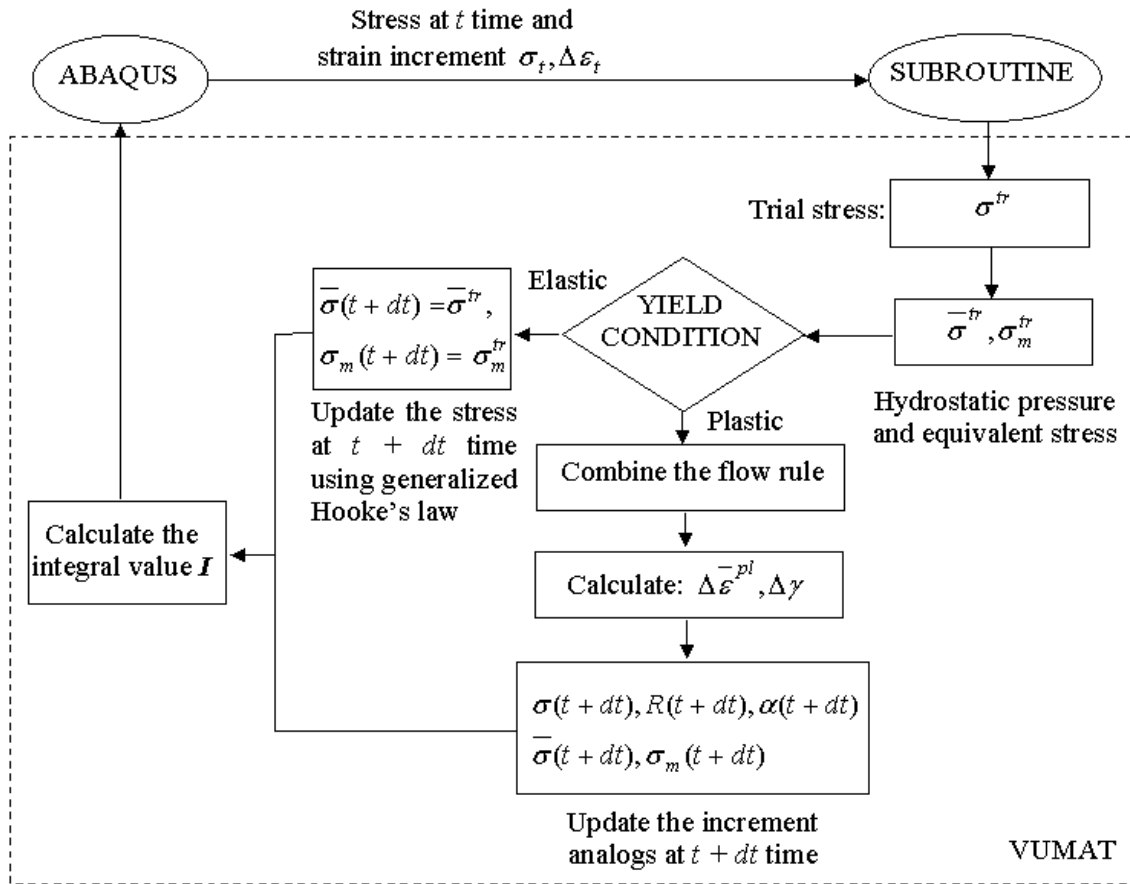 Stress at t time and
strain increment σ_t, Δε_t
ABAQUS
SUBROUTINE
Trial stress:
σ^tr
σ̅^tr, σ_m^tr
Hydrostatic pressure
and equivalent stress
YIELD
CONDITION
Elastic
σ̅(t + dt) = σ̅^tr,
σ_m(t + dt) = σ_m^tr
Update the stress
at t + dt time
using generalized
Hooke's law
Plastic
Combine the flow rule
Calculate: Δε̅^pl, Δγ
σ(t + dt), R(t + dt), α(t + dt)
σ̅(t + dt), σ_m(t + dt)
Update the increment
analogs at t + dt time
Calculate the
integral value I
VUMAT